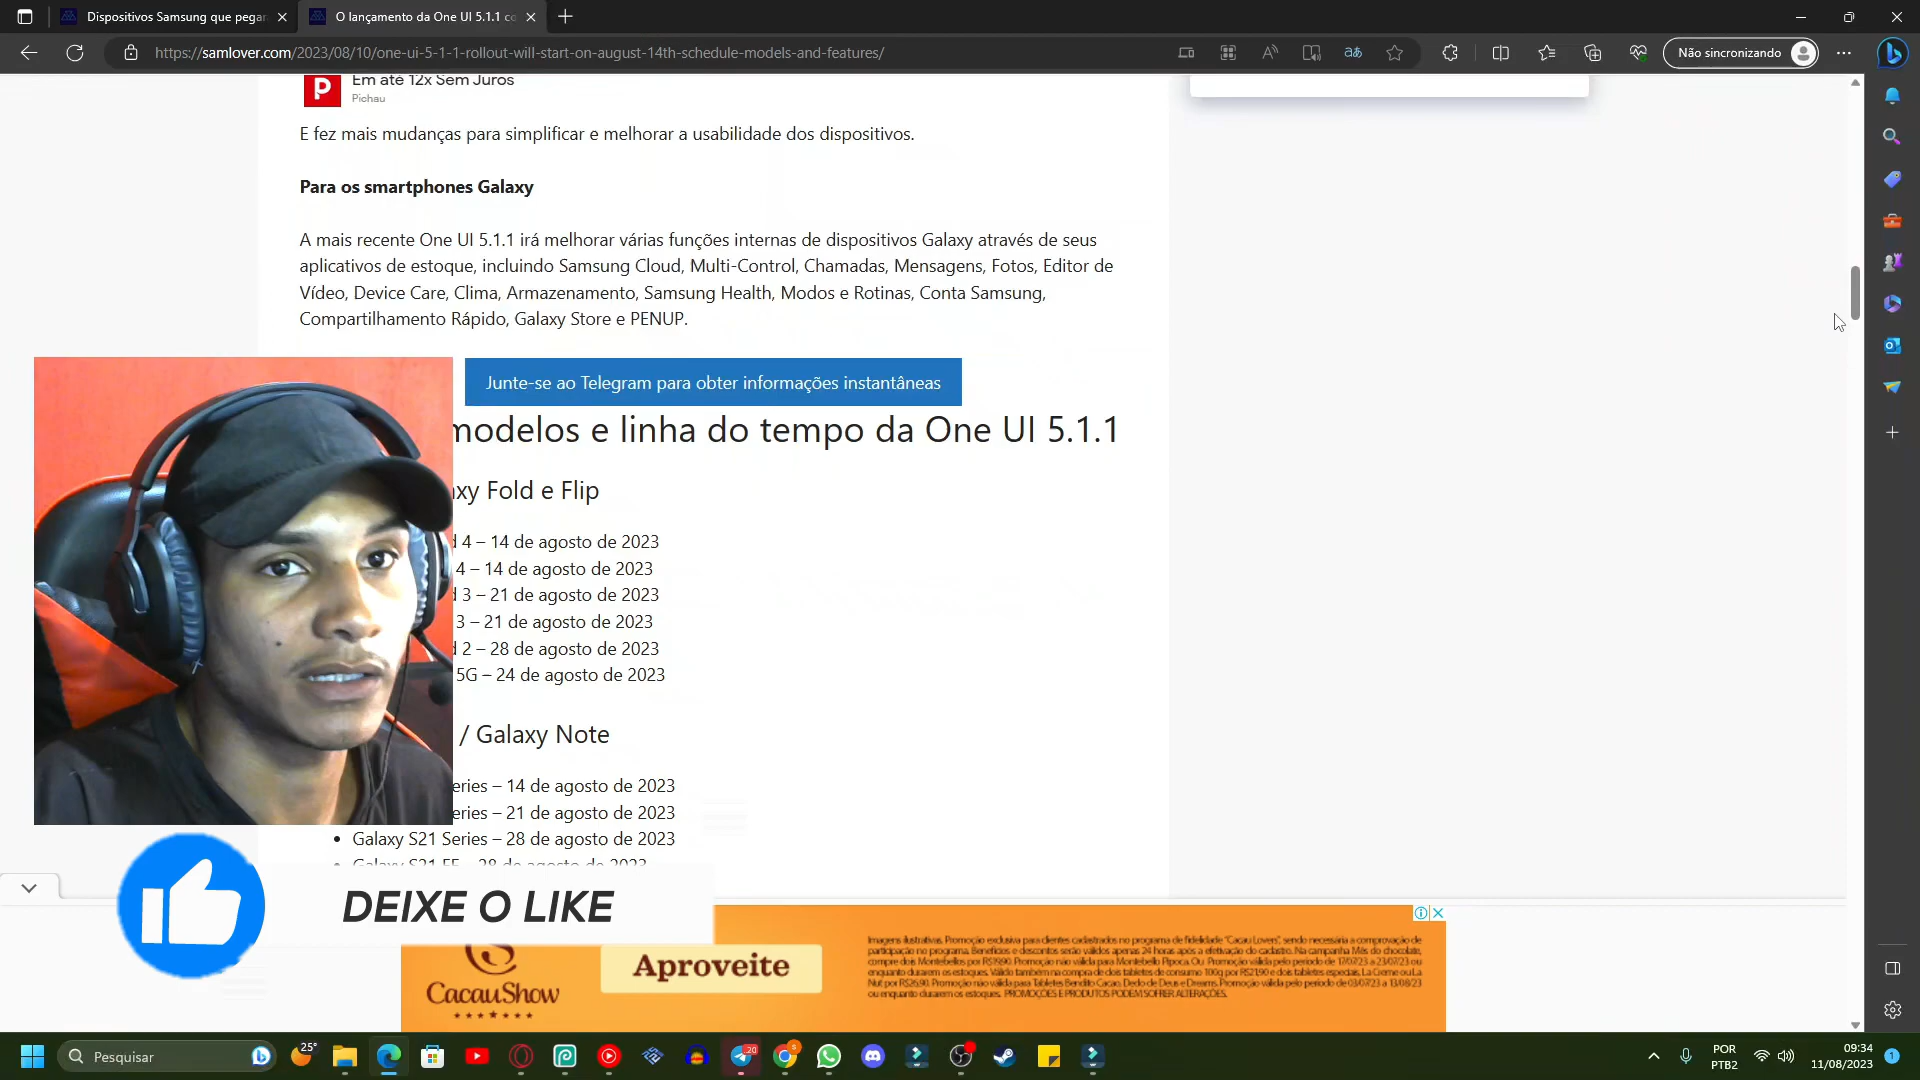 Dispositivos Samsung que pegar
O lançamento da One UI 5.1.1 co
https://samlover.com/2023/08/10/one-ui-5-1-1-rollout-will-start-on-august-14th-schedule-models-and-features/
Não sincronizando
Em até 12x Sem Juros
Pichau
E fez mais mudanças para simplificar e melhorar a usabilidade dos dispositivos.
Para os smartphones Galaxy
A mais recente One UI 5.1.1 irá melhorar várias funções internas de dispositivos Galaxy através de seus
aplicativos de estoque, incluindo Samsung Cloud, Multi-Control, Chamadas, Mensagens, Fotos, Editor de
Vídeo, Device Care, Clima, Armazenamento, Samsung Health, Modos e Rotinas, Conta Samsung,
Compartilhamento Rápido, Galaxy Store e PENUP.
Junte-se ao Telegram para obter informações instantâneas
modelos e linha do tempo da One UI 5.1.1
xy Fold e Flip
d 4 – 14 de agosto de 2023
4 – 14 de agosto de 2023
d 3 – 21 de agosto de 2023
3 – 21 de agosto de 2023
d 2 – 28 de agosto de 2023
5G – 24 de agosto de 2023
/ Galaxy Note
eries – 14 de agosto de 2023
eries – 21 de agosto de 2023
Galaxy S21 Series – 28 de agosto de 2023
Galaxy S21 FE – 28 de agosto de 2023
DEIXE O LIKE
CacauShow
Aproveite
Pesquisar
25°
20
POR
PTB2
09:34
11/08/2023
1